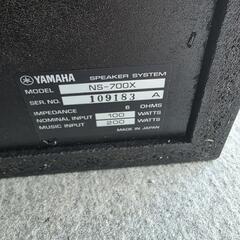 YAMAHA SPEAKER SYSTEM
MODEL NS-700X
SER. NO. 109183 A
IMPEDANCE 6 OHMS
NOMINAL INPUT 100 WATTS
MUSIC INPUT 200 WATTS
MADE IN JAPAN